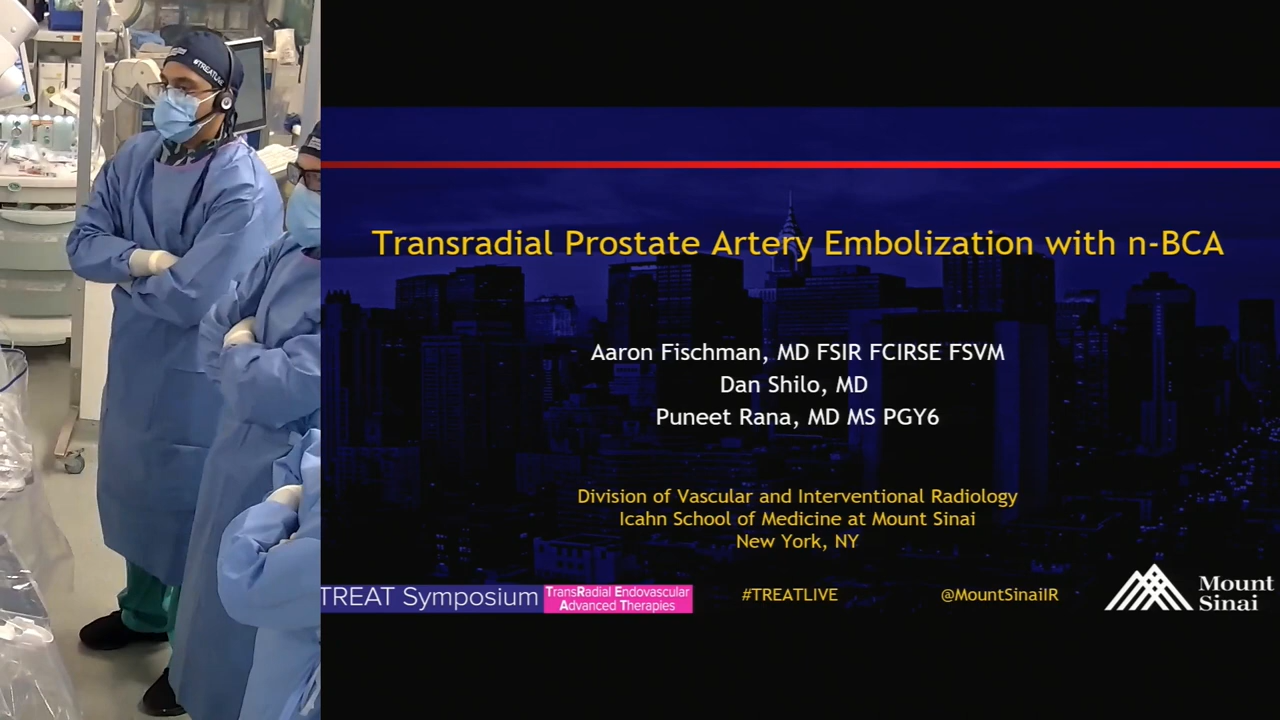 #TREATLIVE
Transradial Prostate Artery Embolization with n-BCA
Aaron Fischman, MD FSIR FCIRSE FSVM
Dan Shilo, MD
Puneet Rana, MD MS PGY6
Division of Vascular and Interventional Radiology
Icahn School of Medicine at Mount Sinai
New York, NY
TREAT Symposium
TransRadial Endovascular
Advanced Therapies
#TREATLIVE
@MountSinaiIR
Mount
Sinai